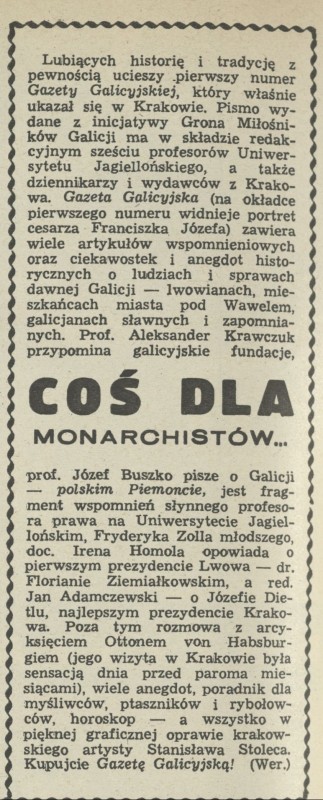 Lubiących historię i tradycję z
pewnością ucieszy pierwszy numer
Gazety Galicyjskiej, który właśnie
ukazał się w Krakowie. Pismo wy-
dane z inicjatywy Grona Miłośni-
ków Galicji ma w składzie redak-
cyjnym sześciu profesorów Uniwer-
sytetu Jagiellońskiego, a także
dziennikarzy i wydawców z Krako-
wa. Gazeta Galicyjska (na okładce
pierwszego numeru widnieje portret
cesarza Franciszka Józefa) zawiera
wiele artykułów wspomnieniowych
oraz ciekawostek i anegdot histo-
rycznych o ludziach i sprawach
dawnej Galicji — lwowianach, mie-
szkańcach miasta pod Wawelem,
galicjanach sławnych i zapomnia-
nych. Prof. Aleksander Krawczuk
przypomina galicyjskie fundacje,
COŚ DLA
MONARCHISTÓW...
prof. Józef Buszko pisze o Galicji
— polskim Piemoncie, jest frag-
ment wspomnień słynnego profeso-
ra prawa na Uniwersytecie Jagiel-
lońskim, Fryderyka Zolla młodszego,
doc. Irena Homola opowiada o
pierwszym prezydencie Lwowa — dr.
Florianie Ziemiałkowskim, a red.
Jan Adamczewski — o Józefie Die-
tlu, najlepszym prezydencie Krako-
wa. Poza tym rozmowa z arcy-
księciem Ottonem von Habsbur-
giem (jego wizyta w Krakowie była
sensacją dnia przed paroma mie-
siącami), wiele anegdot, poradnik dla
myśliwców, ptaszników i rybołow-
ców, horoskop — a wszystko w
pięknej graficznej oprawie krakow-
skiego artysty Stanisława Stoleca.
Kupujcie Gazetę Galicyjską! (Wer.)